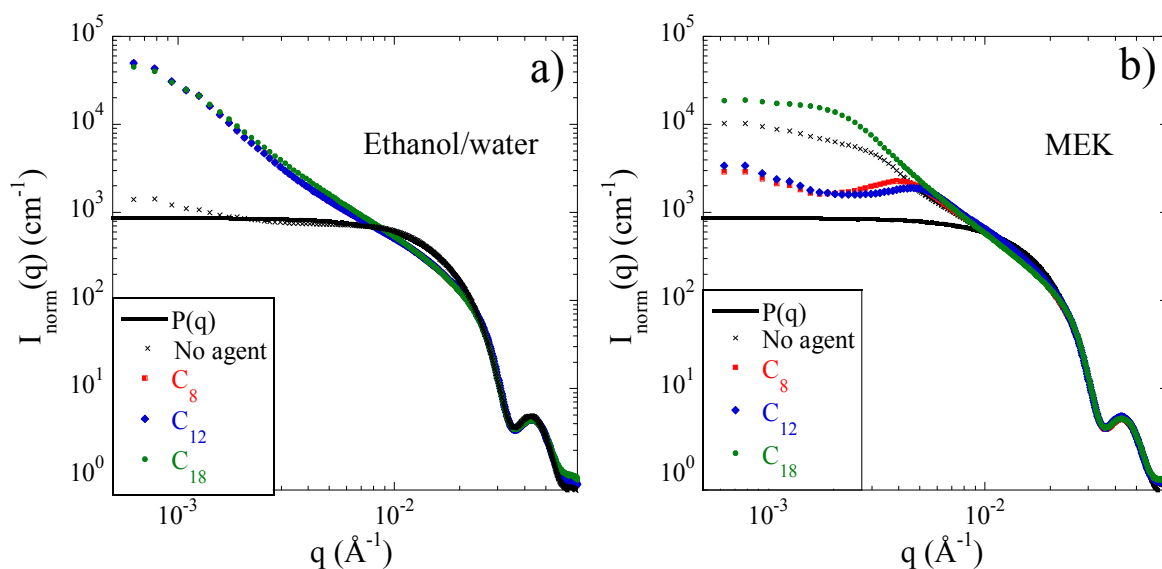 a)
Ethanol/water
I_norm(q) (cm^-1)
10^5
10^4
10^3
10^2
10^1
10^0
P(q)
No agent
C_8
C_12
C_18
10^-3
10^-2
q (Å^-1)
b)
MEK
I_norm(q) (cm^-1)
10^5
10^4
10^3
10^2
10^1
10^0
P(q)
No agent
C_8
C_12
C_18
10^-3
10^-2
q (Å^-1)